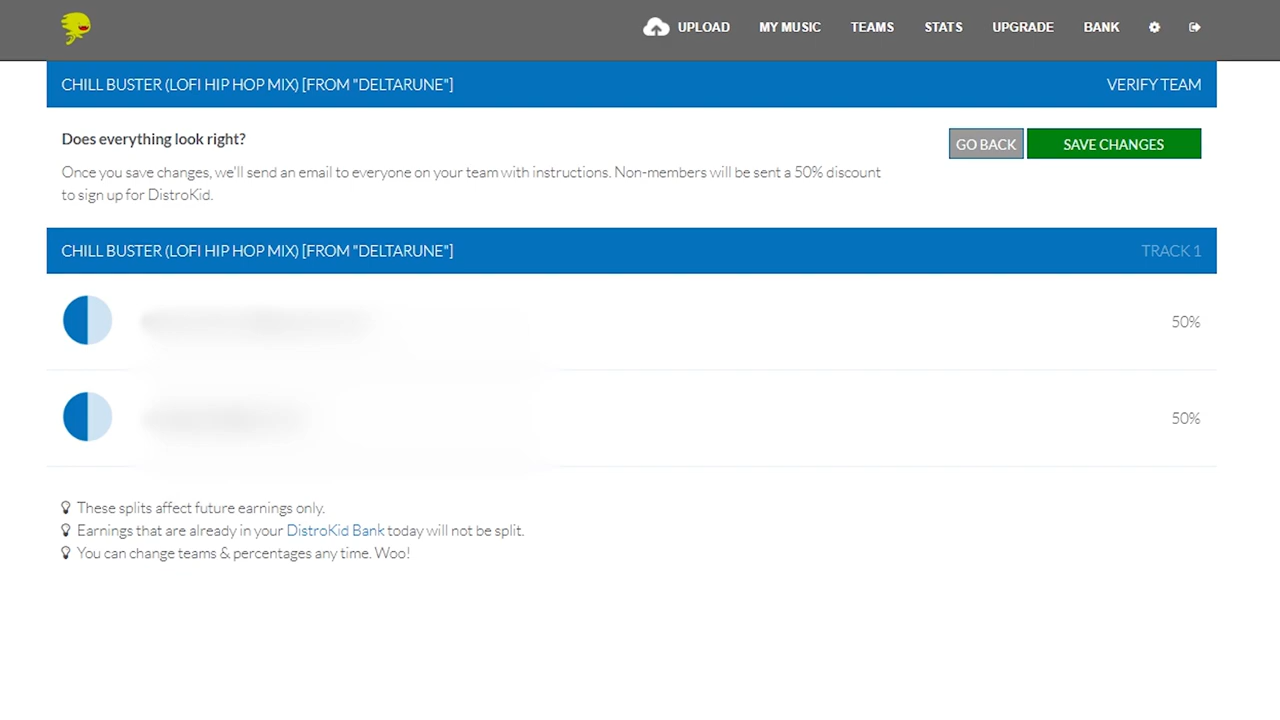 UPLOAD MY MUSIC TEAMS STATS UPGRADE BANK
CHILL BUSTER (LOFI HIP HOP MIX) [FROM "DELTARUNE"] VERIFY TEAM
Does everything look right?
GO BACK SAVE CHANGES
Once you save changes, we'll send an email to everyone on your team with instructions. Non-members will be sent a 50% discount
to sign up for DistroKid.
CHILL BUSTER (LOFI HIP HOP MIX) [FROM "DELTARUNE"] TRACK 1
50%
50%
These splits affect future earnings only.
Earnings that are already in your DistroKid Bank today will not be split.
You can change teams & percentages any time. Woo!